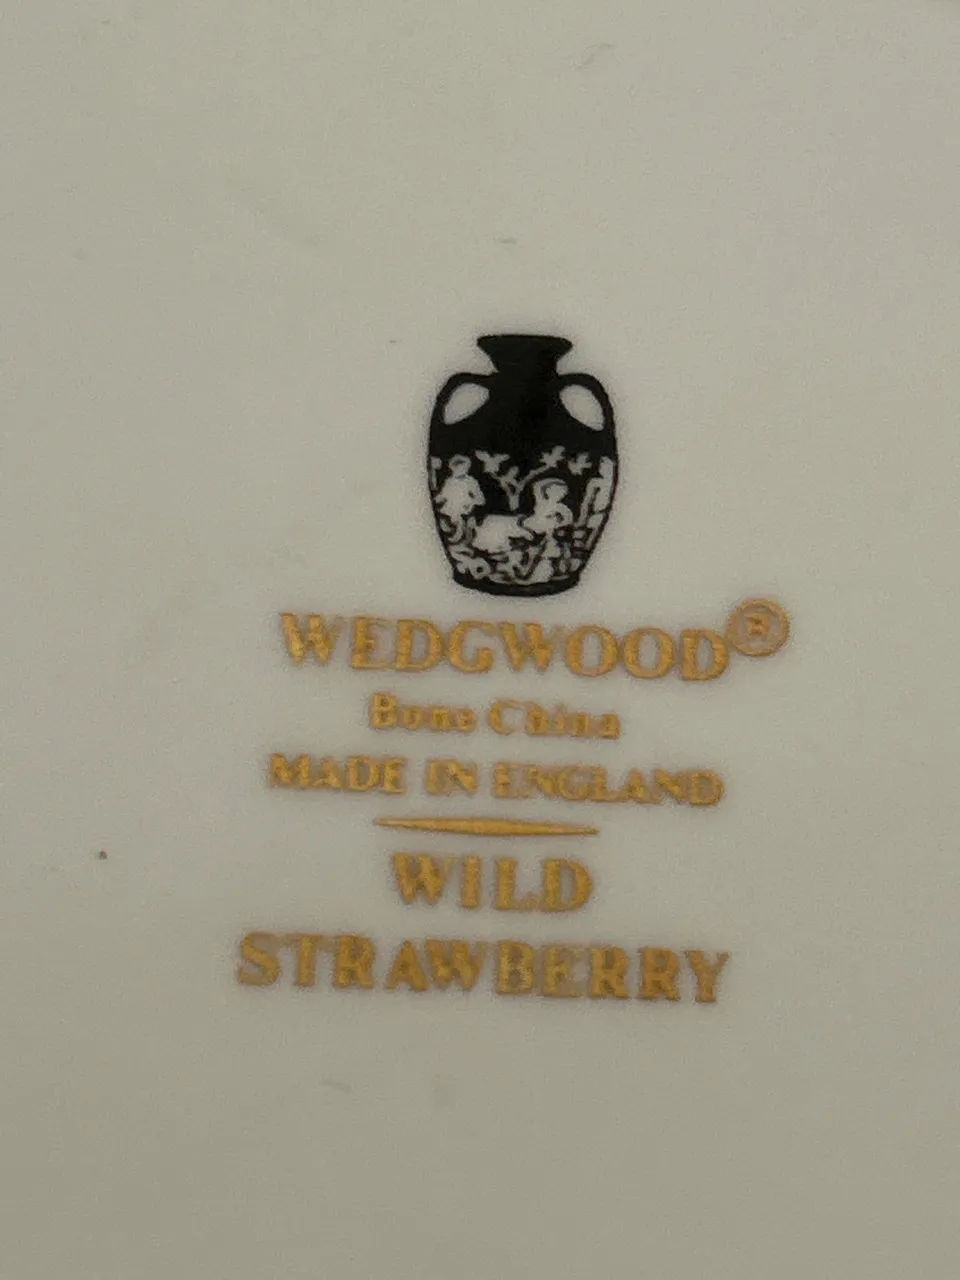 WEDGWOOD®
Bone China
MADE IN ENGLAND
WILD
STRAWBERRY